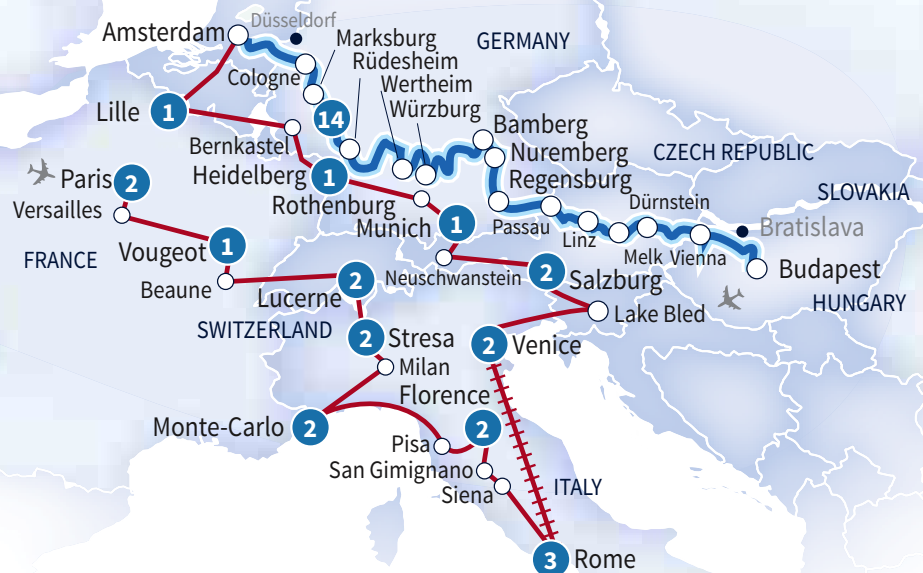 Düsseldorf
Amsterdam
Marksburg
GERMANY
Rüdesheim
Cologne
Wertheim
Würzburg
Lille
1
14
Bamberg
Bernkastel
Nuremberg
CZECH REPUBLIC
Paris
2
Heidelberg
1
Regensburg
SLOVAKIA
Versailles
Rothenburg
Dürnstein
Munich
1
Passau
Linz
Bratislava
Vougeot
1
Melk
Vienna
FRANCE
Neuschwanstein
2
Salzburg
Budapest
Beaune
Lucerne
2
HUNGARY
Lake Bled
SWITZERLAND
2
Stresa
2
Venice
Milan
Florence
Monte-Carlo
2
2
Pisa
San Gimignano
Siena
ITALY
3
Rome